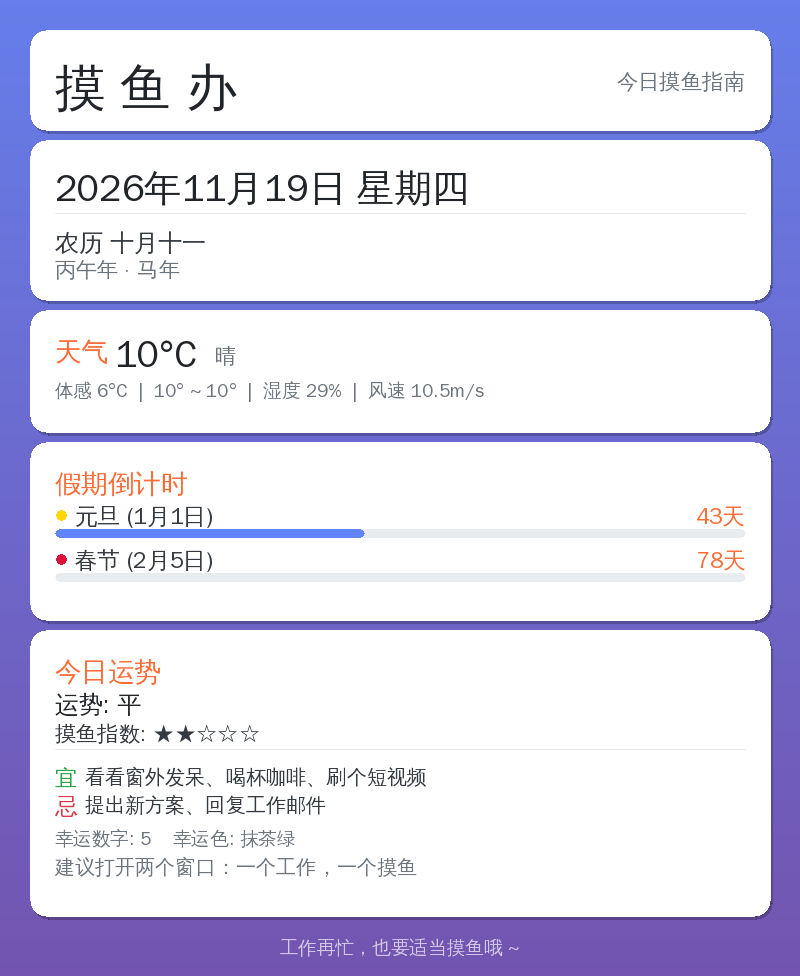 摸 鱼 办
今日摸鱼指南
2026年11月19日 星期四
农历 十月十一
丙午年 · 马年
天气 10°C 晴
体感 6°C | 10° ~ 10° | 湿度 29% | 风速 10.5m/s
假期倒计时
元旦 (1月1日) 43天
春节 (2月5日) 78天
今日运势
运势: 平
摸鱼指数: ★★☆☆☆
宜 看看窗外发呆、喝杯咖啡、刷个短视频
忌 提出新方案、回复工作邮件
幸运数字: 5 幸运色: 抹茶绿
建议打开两个窗口：一个工作，一个摸鱼
工作再忙，也要适当摸鱼哦 ~